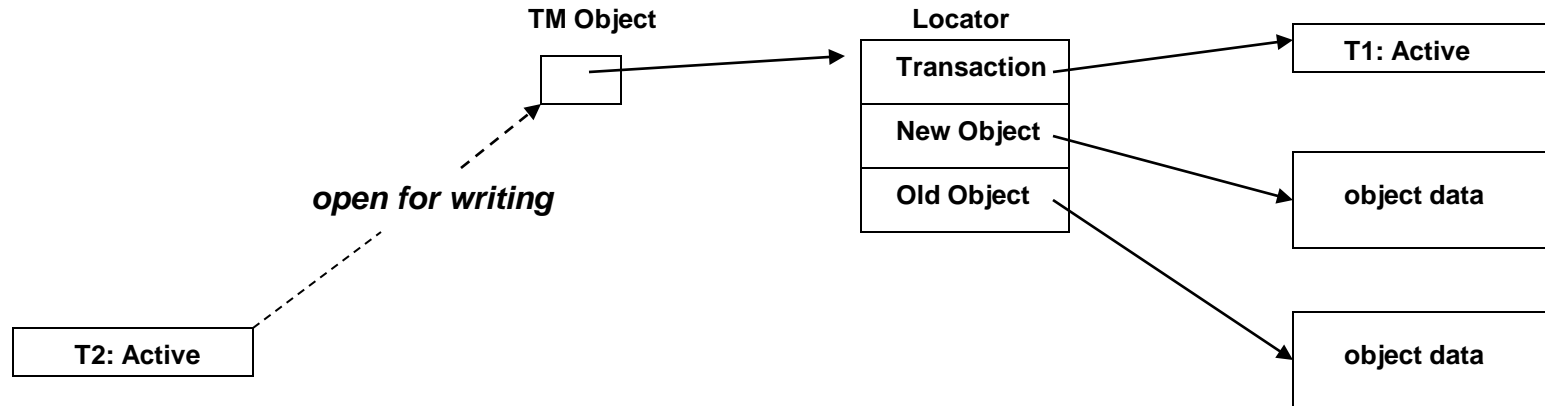 TM Object
Locator
Transaction
T1: Active
New Object
open for writing
Old Object
object data
T2: Active
object data